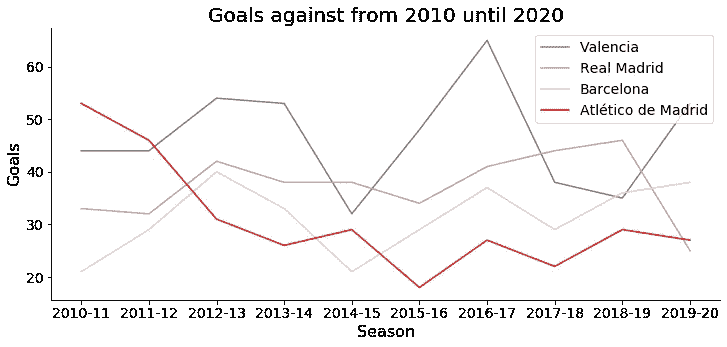 Goals against from 2010 until 2020
Valencia
Real Madrid
Barcelona
Atlético de Madrid
Goals
60
50
40
30
20
2010-11 2011-12 2012-13 2013-14 2014-15 2015-16 2016-17 2017-18 2018-19 2019-20
Season